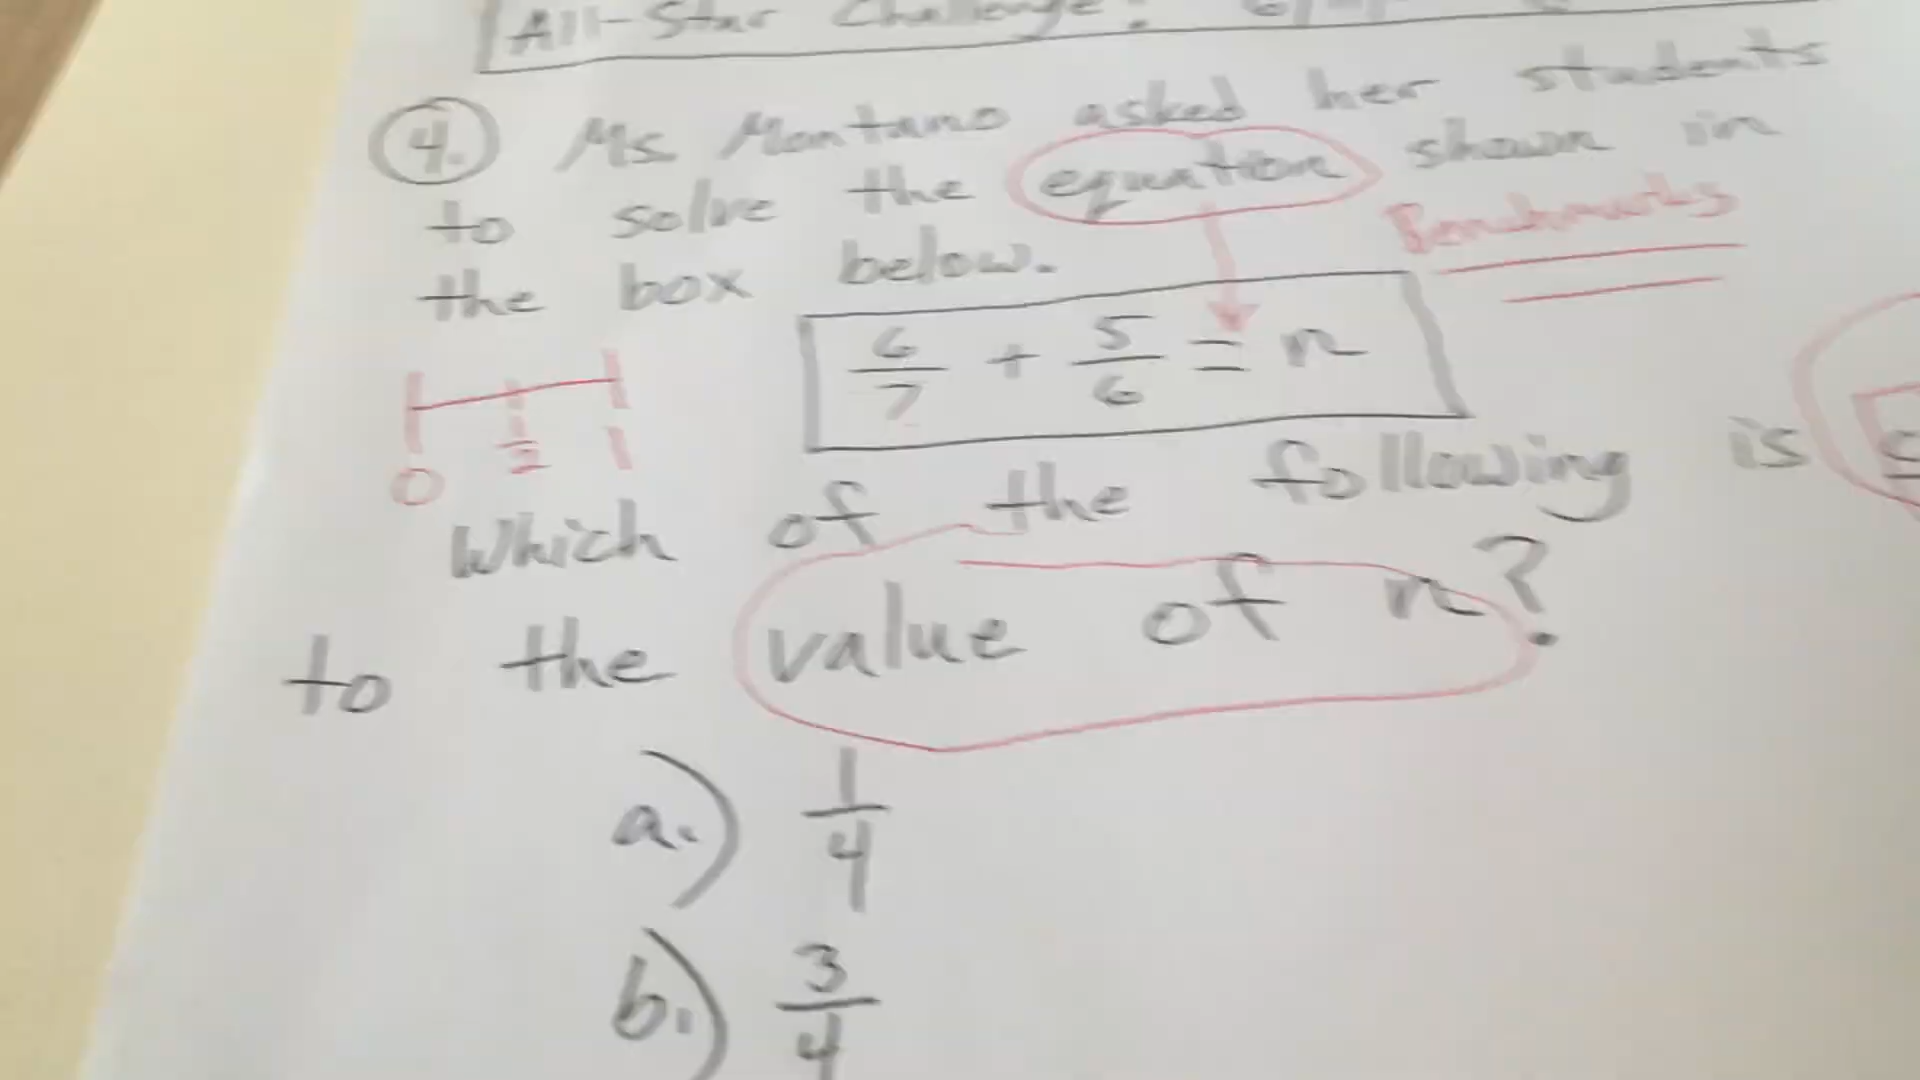 All-Star Challenge!
4. Ms. Montano asked her students
to solve the equation shown in
the box below.
Benchmarks
6/7 + 5/6 = n
0 1/2 1
Which of the following is
to the value of n?
a.) 1/4
b.) 3/4